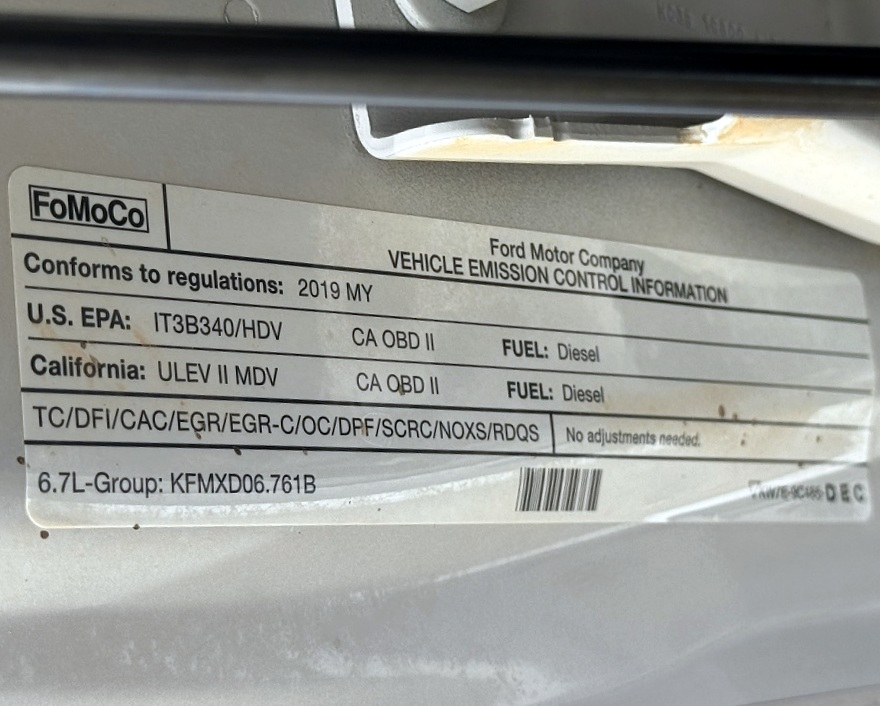 FoMoCo
Ford Motor Company
VEHICLE EMISSION CONTROL INFORMATION
Conforms to regulations: 2019 MY
U.S. EPA: IT3B340/HDV CA OBD II FUEL: Diesel
California: ULEV II MDV CA OBD II FUEL: Diesel
TC/DFI/CAC/EGR/EGR-C/OC/DPF/SCRC/NOXS/RDQS No adjustments needed.
6.7L-Group: KFMXD06.761B DEC